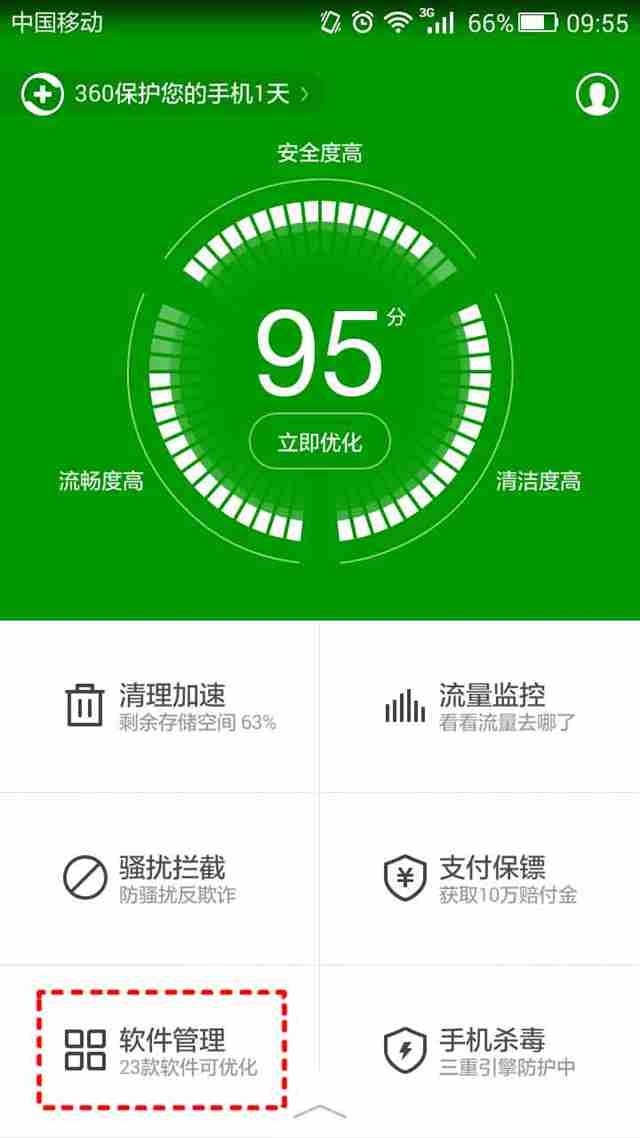 中国移动 3G 66% 09:55
360保护您的手机1天
安全度高
95分
立即优化
流畅度高 清洁度高
清理加速
剩余存储空间 63%
流量监控
看看流量去哪了
骚扰拦截
防骚扰反欺诈
支付保镖
获取10万赔付金
软件管理
23款软件可优化
手机杀毒
三重引擎防护中